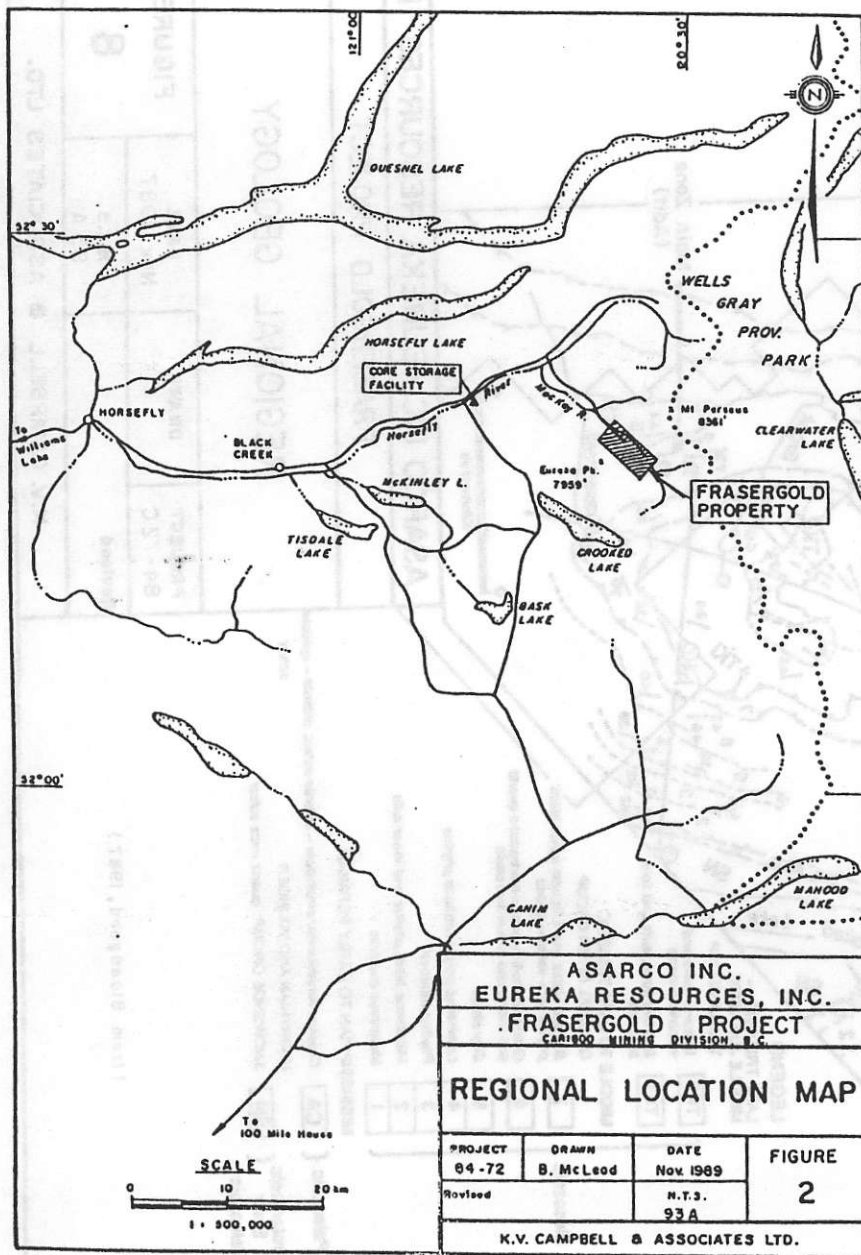 121°00'
N
QUESNEL LAKE
52° 30'
WELLS
GRAY
PROV.
PARK
HORSEFLY LAKE
CORE STORAGE
FACILITY
River
Horsefly
MacKay R.
Mt Perseus
8361'
HORSEFLY
To
Williams
Lake
BLACK
CREEK
CLEARWATER
LAKE
Eureka Pk.
7959'
McKINLEY L.
FRASERGOLD
PROPERTY
TISDALE
LAKE
CROOKED
LAKE
BASK
LAKE
52°00'
MAHOOD
LAKE
CANIM
LAKE
To
100 Mile House
SCALE
0 10 20 km
1 : 500,000
ASARCO INC.
EUREKA RESOURCES, INC.
FRASERGOLD PROJECT
CARIBOO MINING DIVISION, B.C.
REGIONAL LOCATION MAP
PROJECT
84-72
DRAWN
B. McLeod
DATE
Nov. 1989
FIGURE
2
Revised
N.T.S.
93 A
K.V. CAMPBELL & ASSOCIATES LTD.